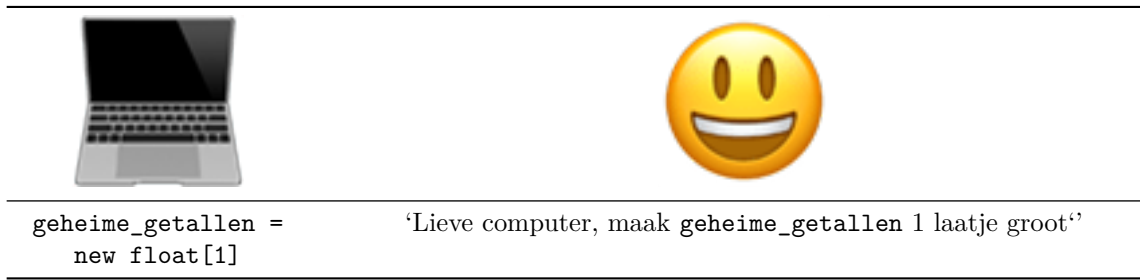 geheime_getallen =
new float[1]
‘Lieve computer, maak geheime_getallen 1 laatje groot‘’